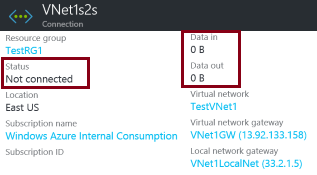 VNet1s2s
Connection
Resource group
TestRG1
Status
Not connected
Location
East US
Subscription name
Windows Azure Internal Consumption
Subscription ID
Data in
0 B
Data out
0 B
Virtual network
TestVNet1
Virtual network gateway
VNet1GW (13.92.133.158)
Local network gateway
VNet1LocalNet (33.2.1.5)